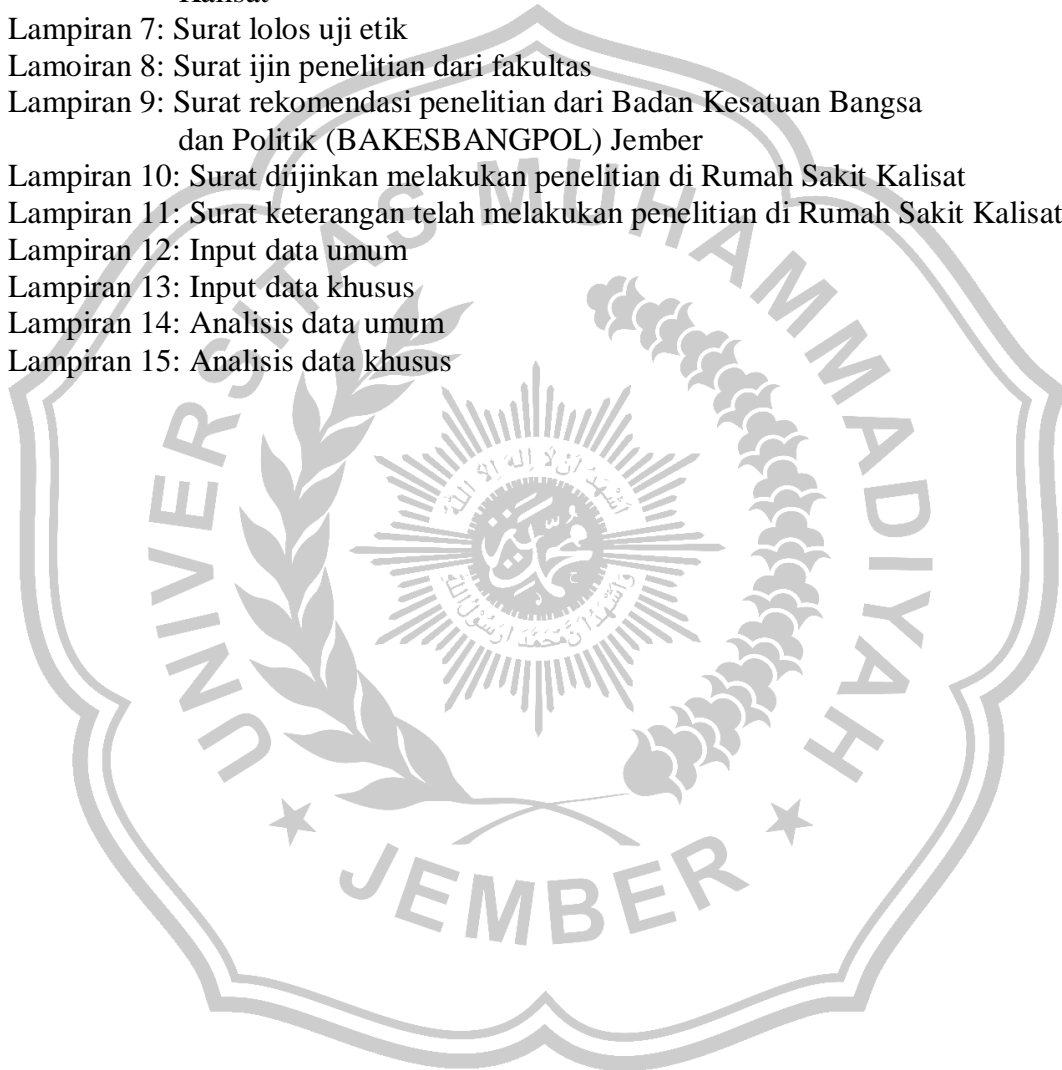 Kalisat
Lampiran 7: Surat lolos uji etik
Lamoiran 8: Surat ijin penelitian dari fakultas
Lampiran 9: Surat rekomendasi penelitian dari Badan Kesatuan Bangsa
dan Politik (BAKESBANGPOL) Jember
Lampiran 10: Surat diijinkan melakukan penelitian di Rumah Sakit Kalisat
Lampiran 11: Surat keterangan telah melakukan penelitian di Rumah Sakit Kalisat
Lampiran 12: Input data umum
Lampiran 13: Input data khusus
Lampiran 14: Analisis data umum
Lampiran 15: Analisis data khusus
UNIVERSITAS MUHAMMADIYAH
JEMBER